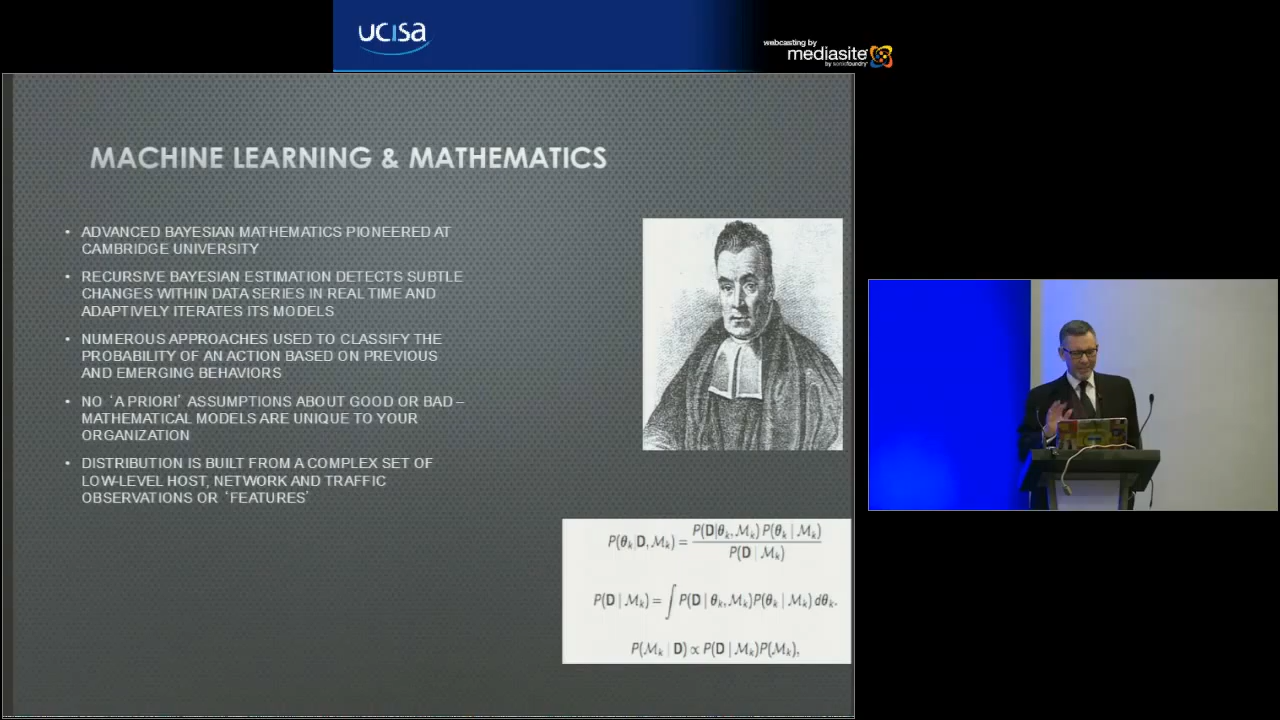 ucisa
webcasting by
mediasite
by sonicfoundry
MACHINE LEARNING & MATHEMATICS
• ADVANCED BAYESIAN MATHEMATICS PIONEERED AT
CAMBRIDGE UNIVERSITY
• RECURSIVE BAYESIAN ESTIMATION DETECTS SUBTLE
CHANGES WITHIN DATA SERIES IN REAL TIME AND
ADAPTIVELY ITERATES ITS MODELS
• NUMEROUS APPROACHES USED TO CLASSIFY THE
PROBABILITY OF AN ACTION BASED ON PREVIOUS
AND EMERGING BEHAVIORS
• NO ‘A PRIORI’ ASSUMPTIONS ABOUT GOOD OR BAD –
MATHEMATICAL MODELS ARE UNIQUE TO YOUR
ORGANIZATION
• DISTRIBUTION IS BUILT FROM A COMPLEX SET OF
LOW-LEVEL HOST, NETWORK AND TRAFFIC
OBSERVATIONS OR ‘FEATURES’
P(θₖ|D, ℳₖ) = P(D|θₖ, ℳₖ) P(θₖ | ℳₖ) / P(D | ℳₖ)
P(D | ℳₖ) = ∫ P(D | θₖ, ℳₖ)P(θₖ | ℳₖ) dθₖ.
P(ℳₖ | D) ∝ P(D | ℳₖ)P(ℳₖ),